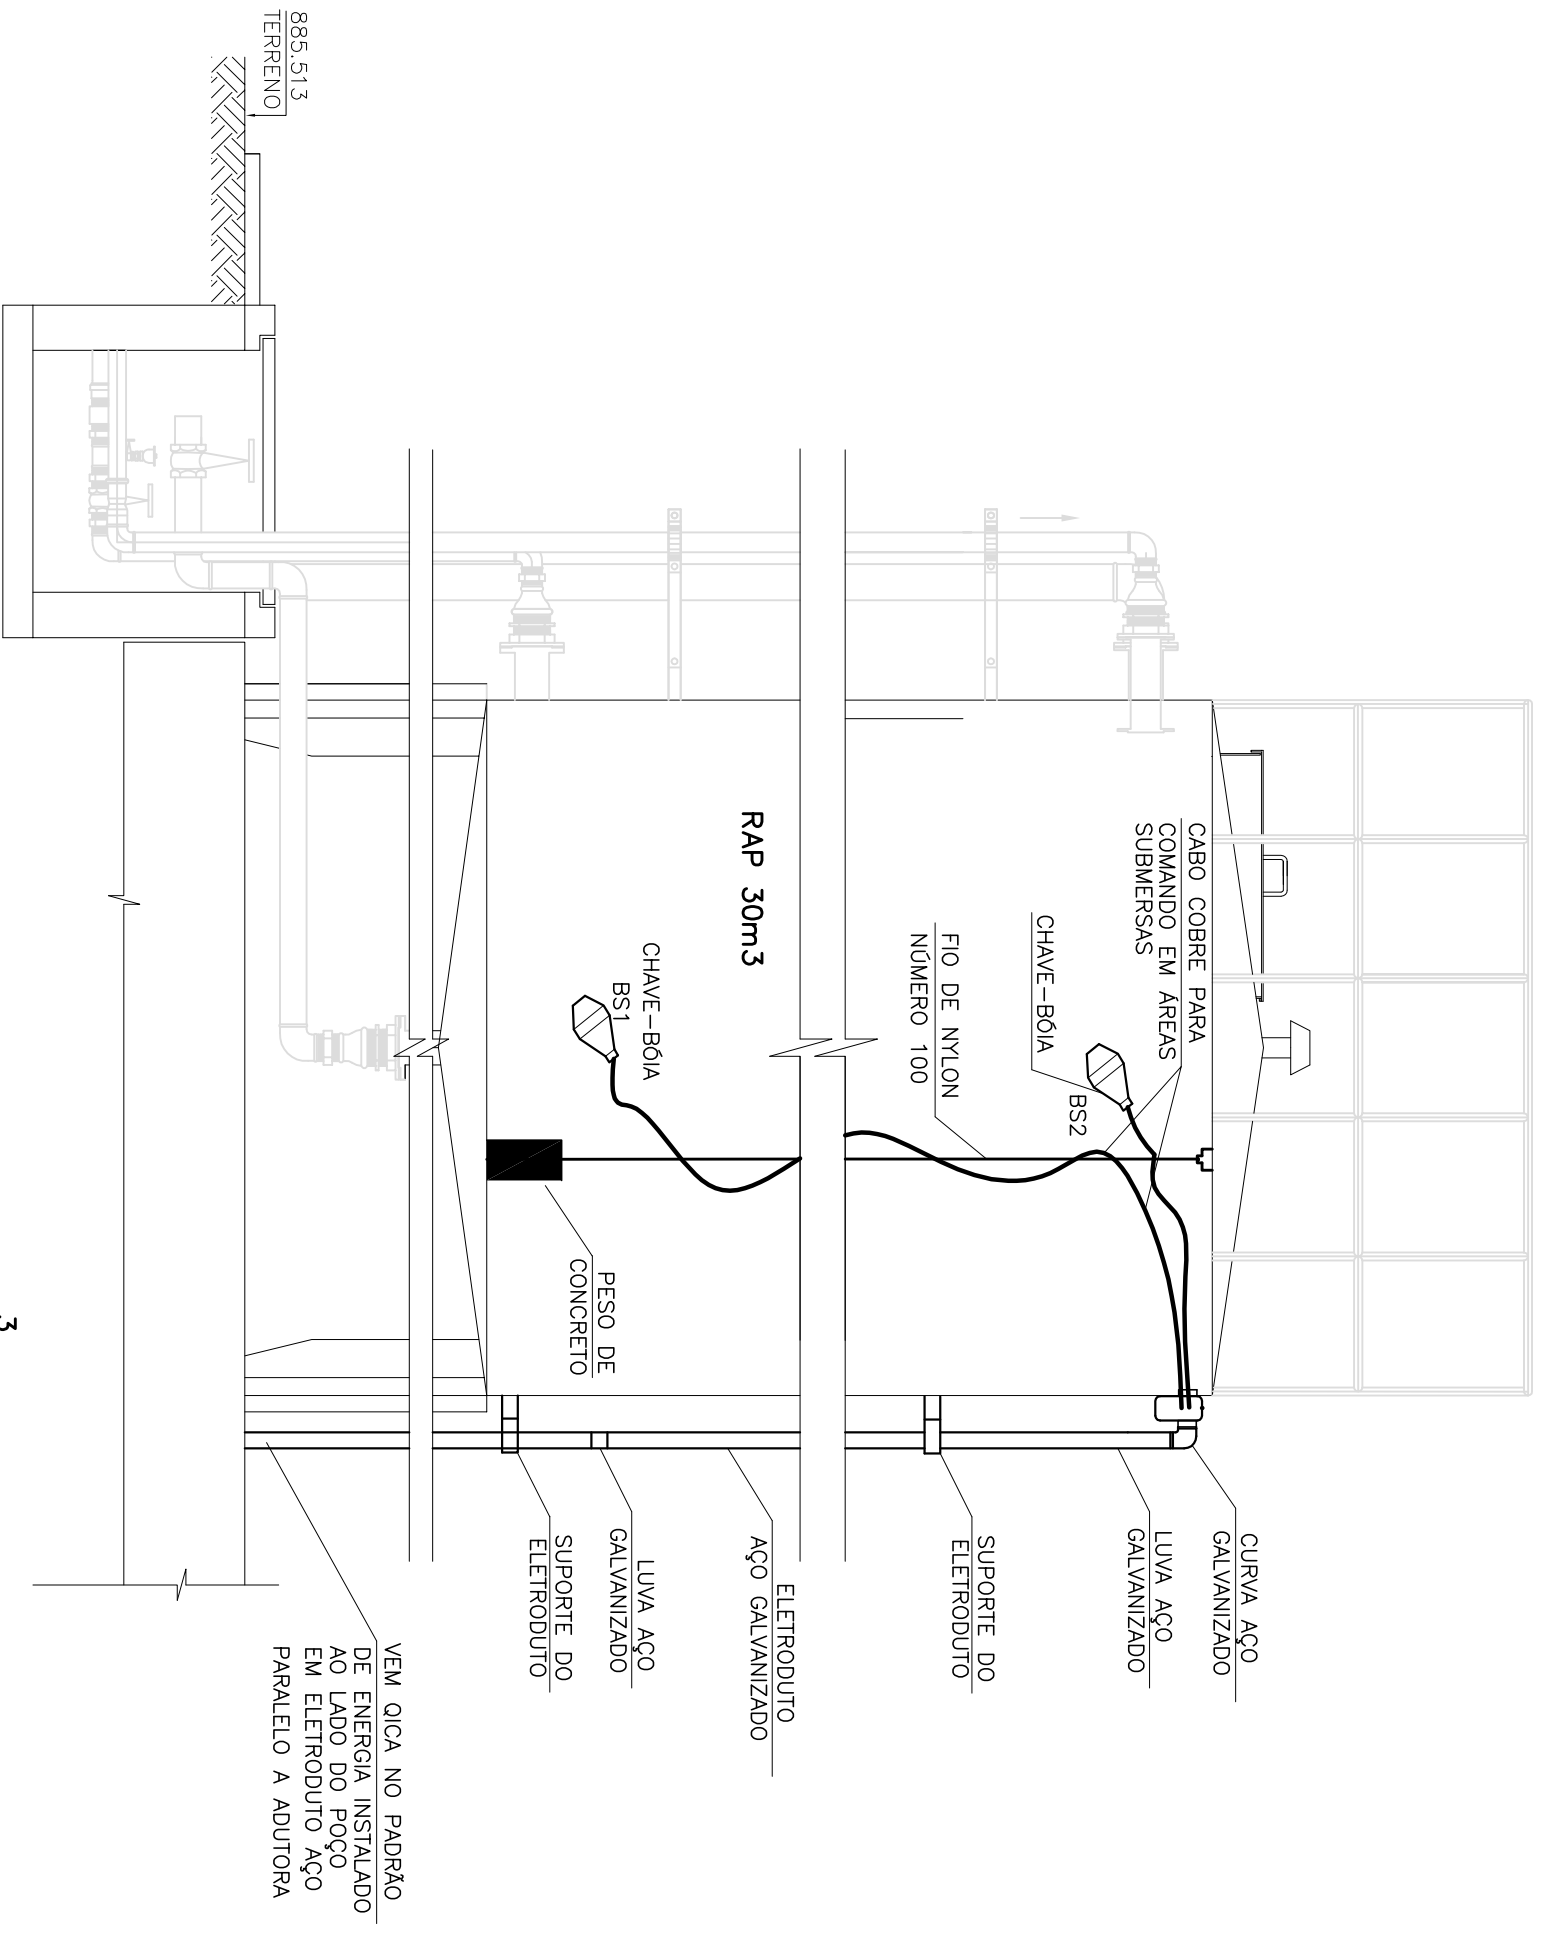 885.513
TERRENO
CABO COBRE PARA
COMANDO EM ÁREAS
SUBMERSAS
CHAVE-BÓIA
BS2
FIO DE NYLON
NÚMERO 100
RAP 30m3
CHAVE-BÓIA
BS1
PESO DE
CONCRETO
CURVA AÇO
GALVANIZADO
LUVA AÇO
GALVANIZADO
SUPORTE DO
ELETRODUTO
ELETRODUTO
AÇO GALVANIZADO
LUVA AÇO
GALVANIZADO
SUPORTE DO
ELETRODUTO
VEM QICA NO PADRÃO
DE ENERGIA INSTALADO
AO LADO DO POÇO
EM ELETRODUTO AÇO
PARALELO A ADUTORA